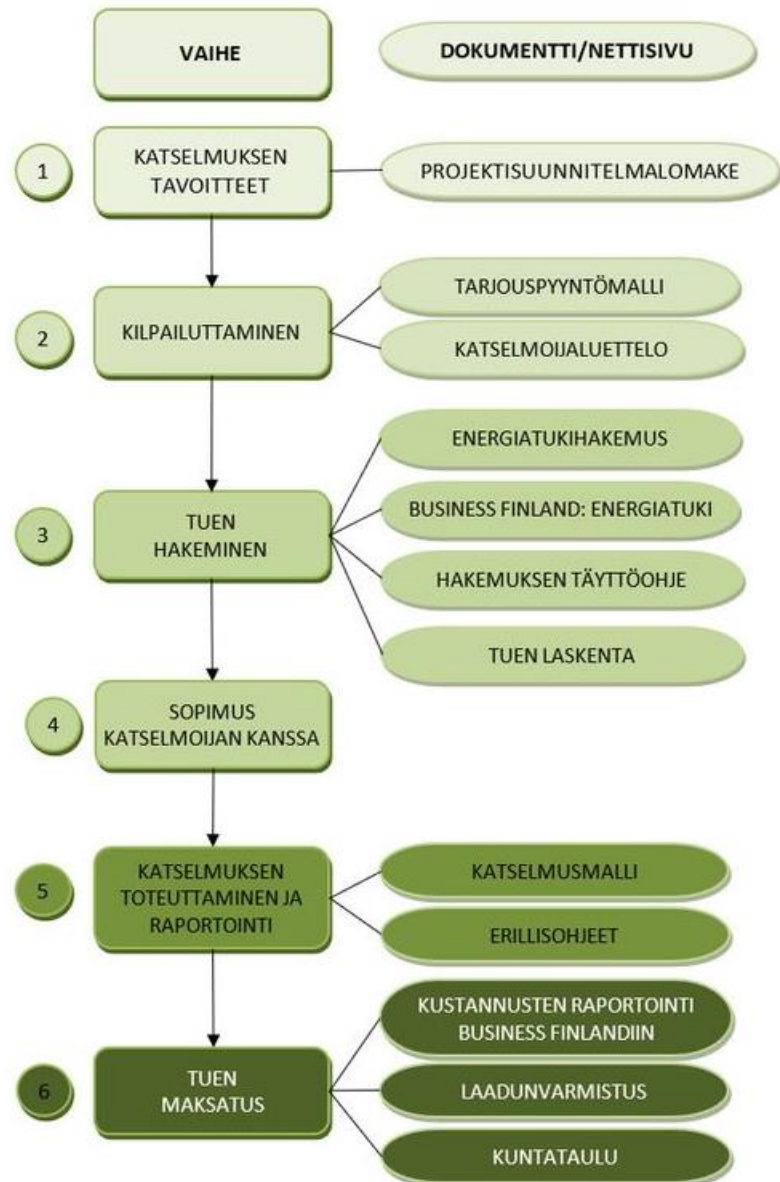 VAIHE
DOKUMENTTI/NETTISIVU
1
KATSELMUKSEN
TAVOITTEET
PROJEKTISUUNNITELMALOMAKE
2
KILPAILUTTAMINEN
TARJOUSPYYNTÖMALLI
KATSELMOIJALUETTELO
3
TUEN
HAKEMINEN
ENERGIATUKIHAKEMUS
BUSINESS FINLAND: ENERGIATUKI
HAKEMUKSEN TÄYTTÖOHJE
TUEN LASKENTA
4
SOPIMUS
KATSELMOIJAN KANSSA
5
KATSELMUKSEN
TOTEUTTAMINEN JA
RAPORTOINTI
KATSELMUSMALLI
ERILLISOHJEET
6
TUEN
MAKSATUS
KUSTANNUSTEN RAPORTOINTI
BUSINESS FINLANDIIN
LAADUNVARMISTUS
KUNTATAULU